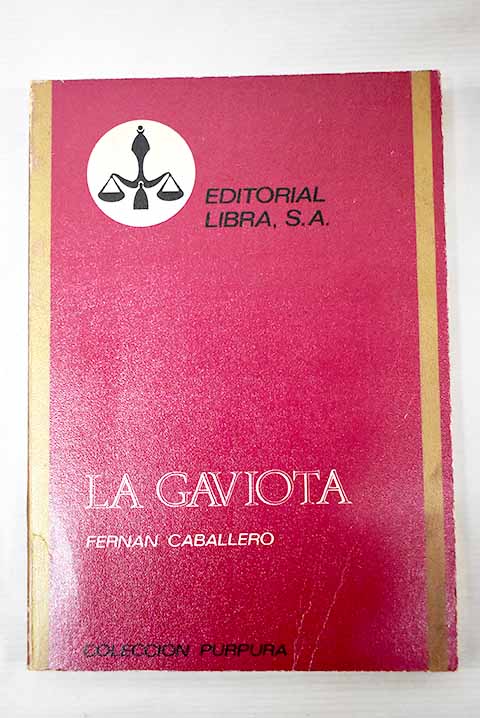 EDITORIAL
LIBRA, S.A.
LA GAVIOTA
FERNAN CABALLERO
COLECCION PURPURA